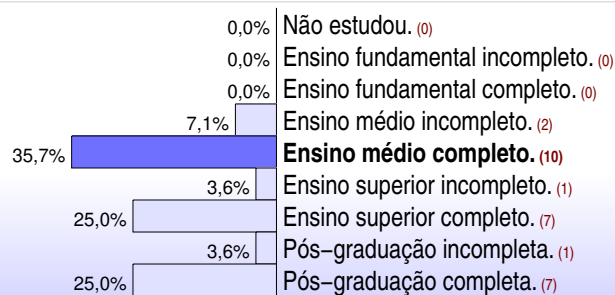 0,0% Não estudou. (0)
0,0% Ensino fundamental incompleto. (0)
0,0% Ensino fundamental completo. (0)
7,1% Ensino médio incompleto. (2)
35,7% Ensino médio completo. (10)
3,6% Ensino superior incompleto. (1)
25,0% Ensino superior completo. (7)
3,6% Pós−graduação incompleta. (1)
25,0% Pós−graduação completa. (7)